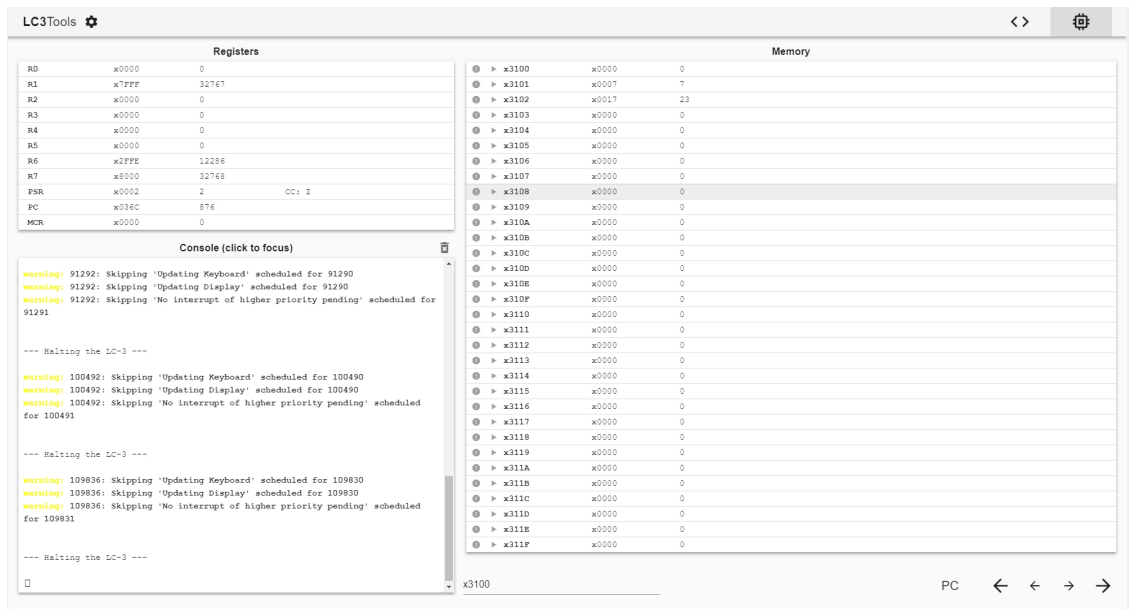 LC3Tools
Registers
R0 x0000 0
R1 x7FFF 32767
R2 x0000 0
R3 x0000 0
R4 x0000 0
R5 x0000 0
R6 x2FFE 12286
R7 x8000 32768
PSR x0002 2 CC: Z
PC x036C 876
MCR x0000 0
Console (click to focus)
warning: 91292: Skipping 'Updating Keyboard' scheduled for 91290
warning: 91292: Skipping 'Updating Display' scheduled for 91290
warning: 91292: Skipping 'No interrupt of higher priority pending' scheduled for
91291
--- Halting the LC-3 ---
warning: 100492: Skipping 'Updating Keyboard' scheduled for 100490
warning: 100492: Skipping 'Updating Display' scheduled for 100490
warning: 100492: Skipping 'No interrupt of higher priority pending' scheduled
for 100491
--- Halting the LC-3 ---
warning: 109836: Skipping 'Updating Keyboard' scheduled for 109830
warning: 109836: Skipping 'Updating Display' scheduled for 109830
warning: 109836: Skipping 'No interrupt of higher priority pending' scheduled
for 109831
--- Halting the LC-3 ---
Memory
x3100 x0000 0
x3101 x0007 7
x3102 x0017 23
x3103 x0000 0
x3104 x0000 0
x3105 x0000 0
x3106 x0000 0
x3107 x0000 0
x3108 x0000 0
x3109 x0000 0
x310A x0000 0
x310B x0000 0
x310C x0000 0
x310D x0000 0
x310E x0000 0
x310F x0000 0
x3110 x0000 0
x3111 x0000 0
x3112 x0000 0
x3113 x0000 0
x3114 x0000 0
x3115 x0000 0
x3116 x0000 0
x3117 x0000 0
x3118 x0000 0
x3119 x0000 0
x311A x0000 0
x311B x0000 0
x311C x0000 0
x311D x0000 0
x311E x0000 0
x311F x0000 0
x3100
PC